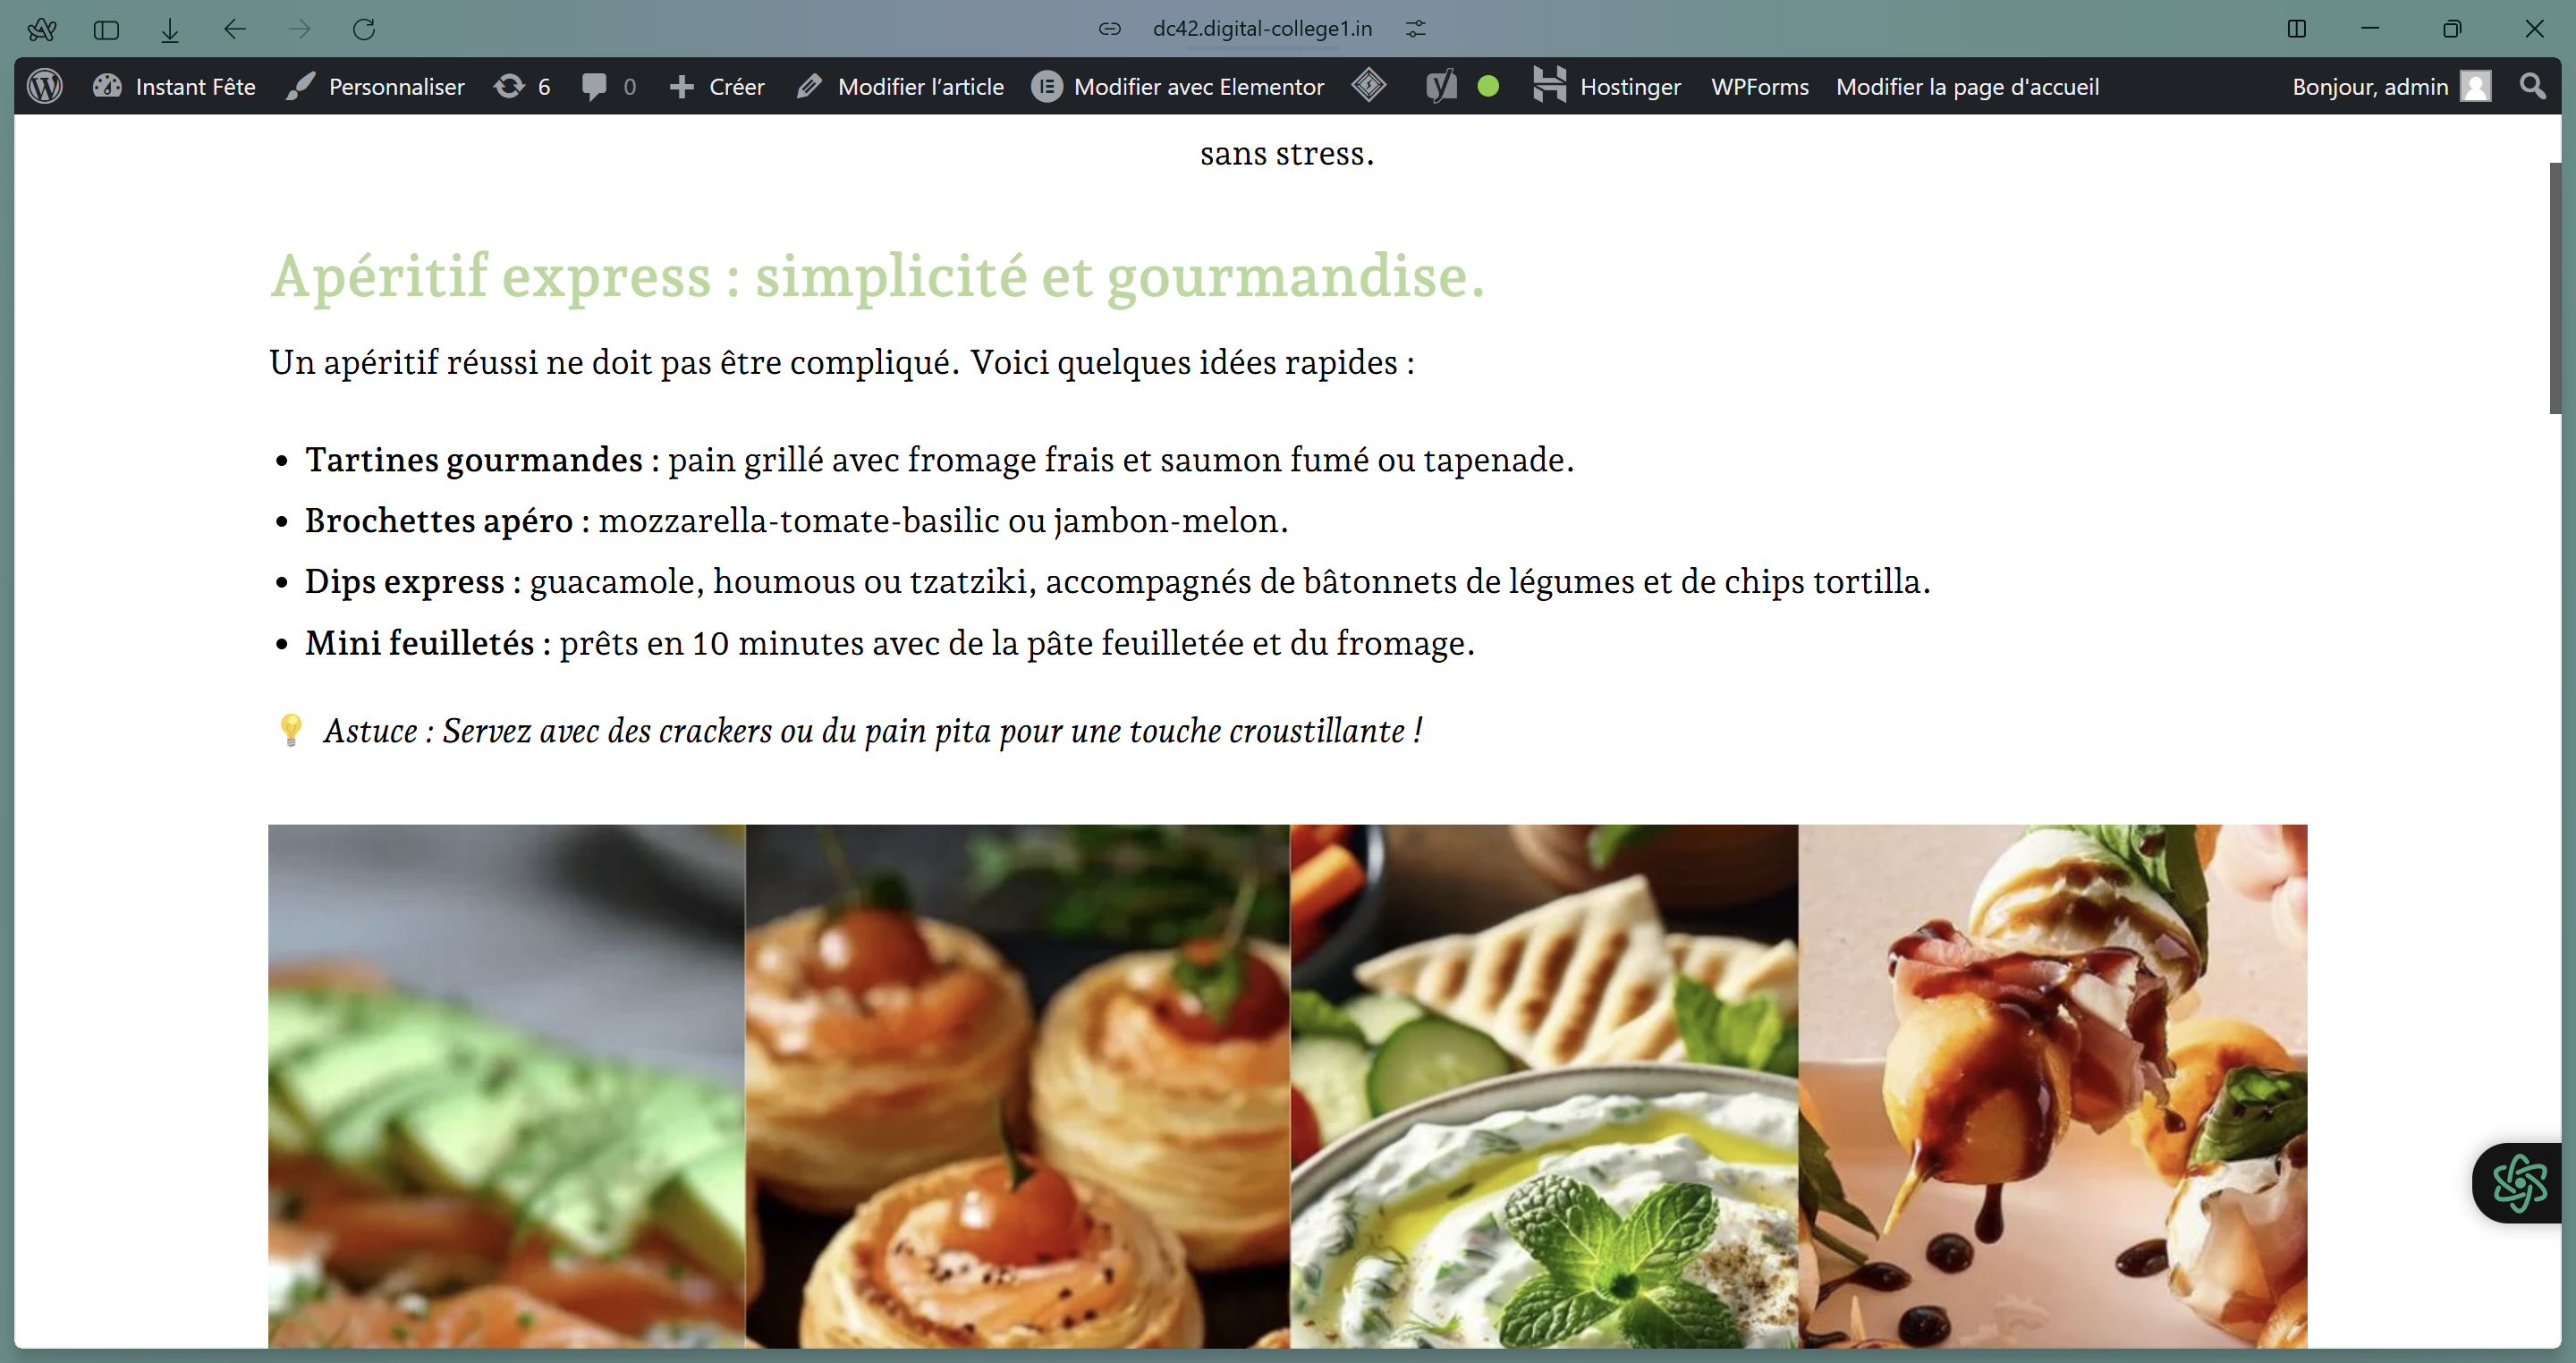 dc42.digital-college1.in
Instant Fête Personnaliser 6 0 Créer Modifier l'article Modifier avec Elementor Hostinger WPForms Modifier la page d'accueil Bonjour, admin
sans stress.
Apéritif express : simplicité et gourmandise.
Un apéritif réussi ne doit pas être compliqué. Voici quelques idées rapides :
• Tartines gourmandes : pain grillé avec fromage frais et saumon fumé ou tapenade.
• Brochettes apéro : mozzarella-tomate-basilic ou jambon-melon.
• Dips express : guacamole, houmous ou tzatziki, accompagnés de bâtonnets de légumes et de chips tortilla.
• Mini feuilletés : prêts en 10 minutes avec de la pâte feuilletée et du fromage.
💡 Astuce : Servez avec des crackers ou du pain pita pour une touche croustillante !